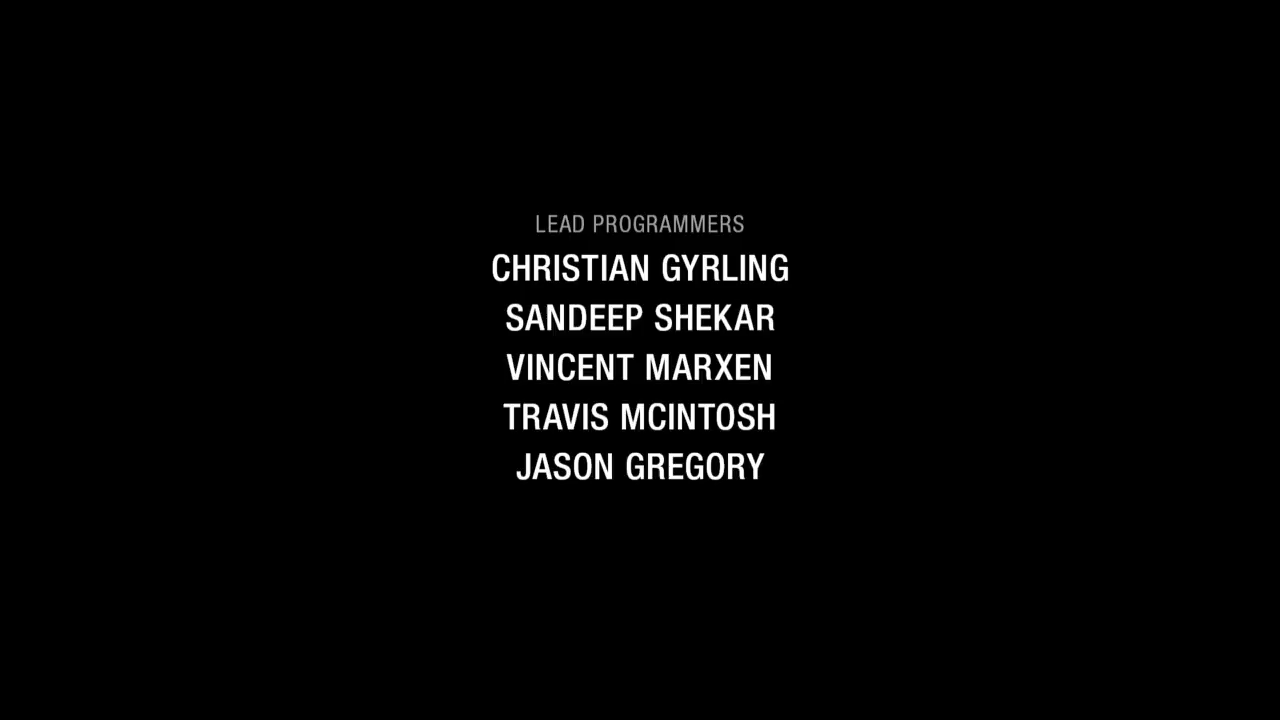 LEAD PROGRAMMERS
CHRISTIAN GYRLING
SANDEEP SHEKAR
VINCENT MARXEN
TRAVIS MCINTOSH
JASON GREGORY